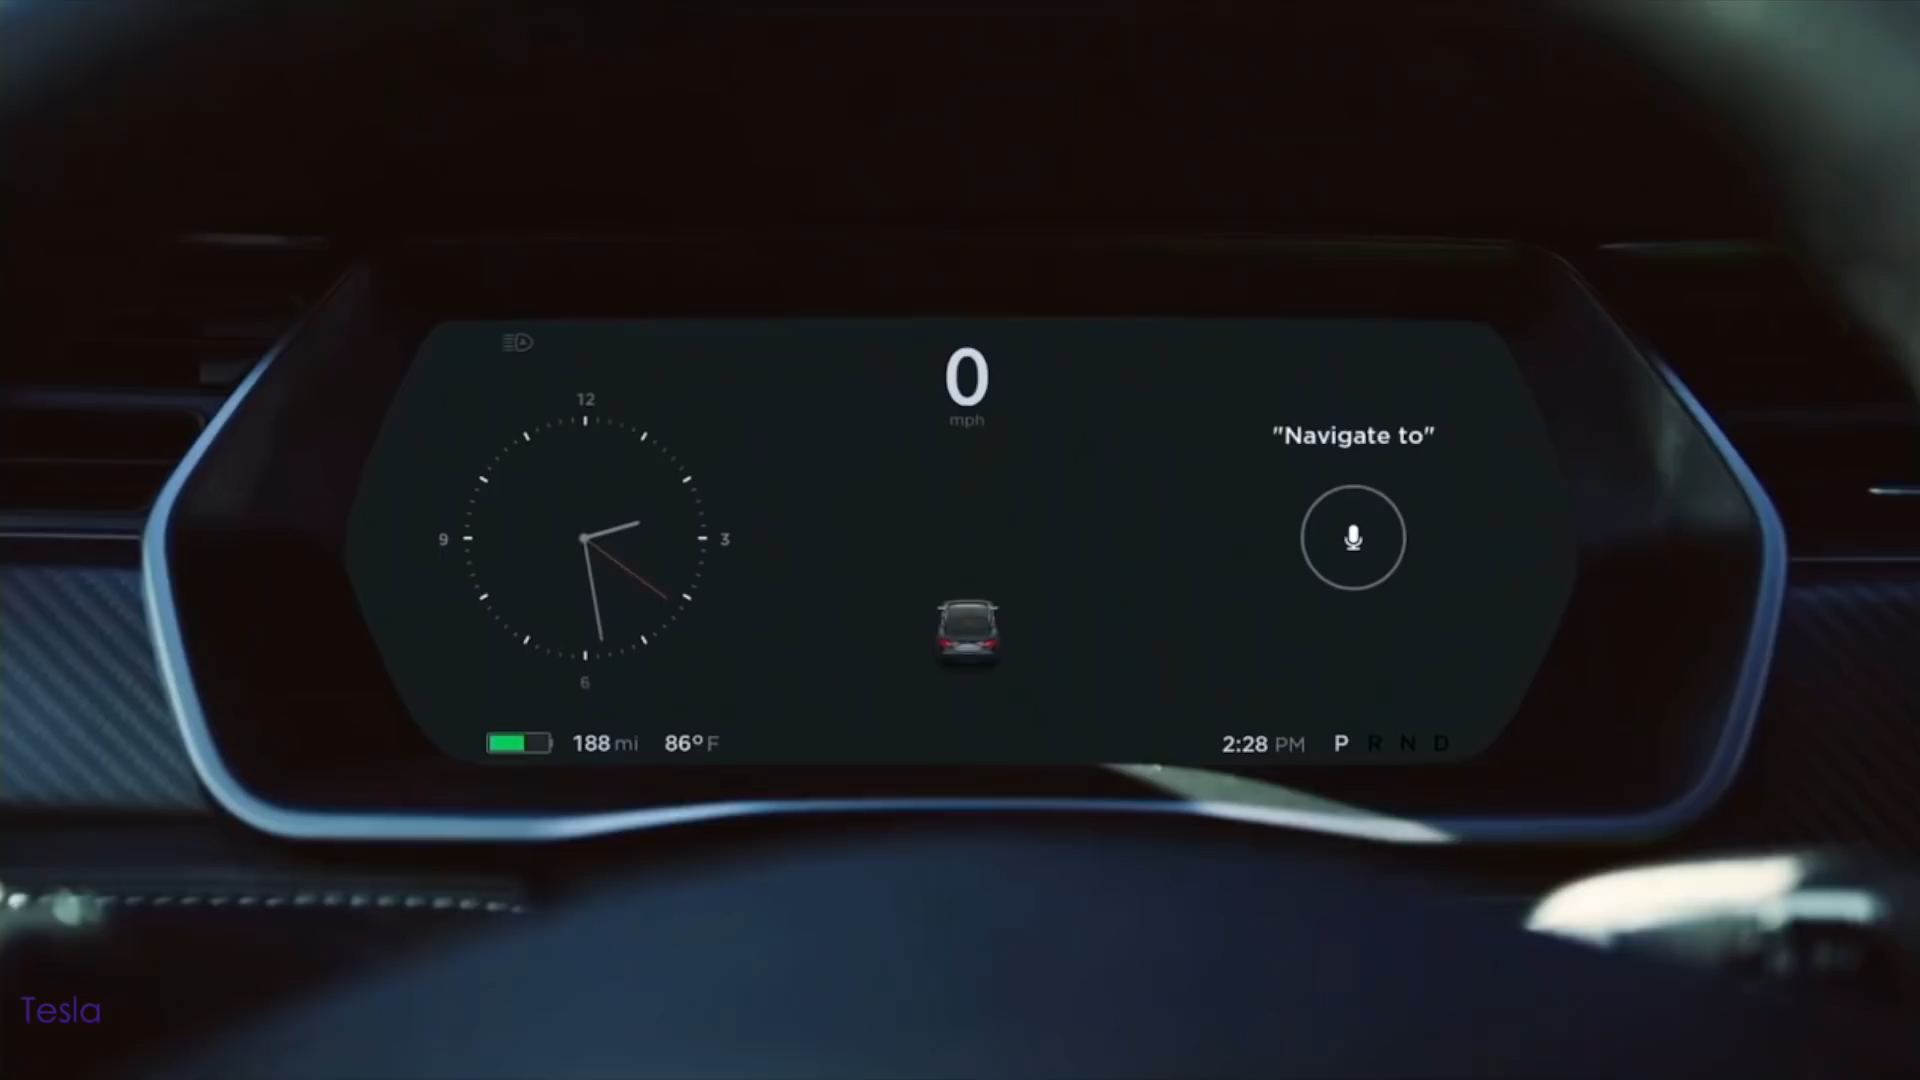 12
9
3
6
0
mph
"Navigate to"
188 mi
86° F
2:28 PM
P R N D
Tesla